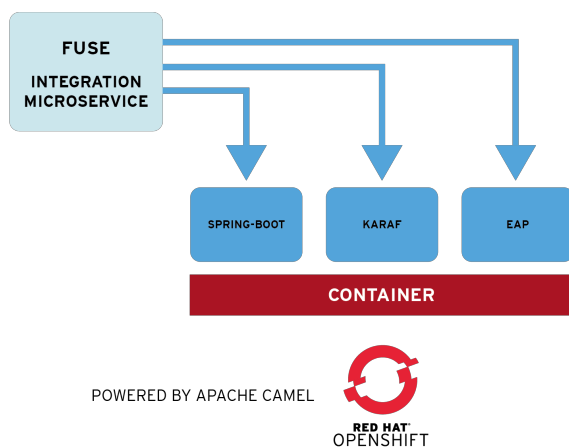 FUSE
INTEGRATION
MICROSERVICE
SPRING-BOOT
KARAF
EAP
CONTAINER
POWERED BY APACHE CAMEL
RED HAT®
OPENSHIFT